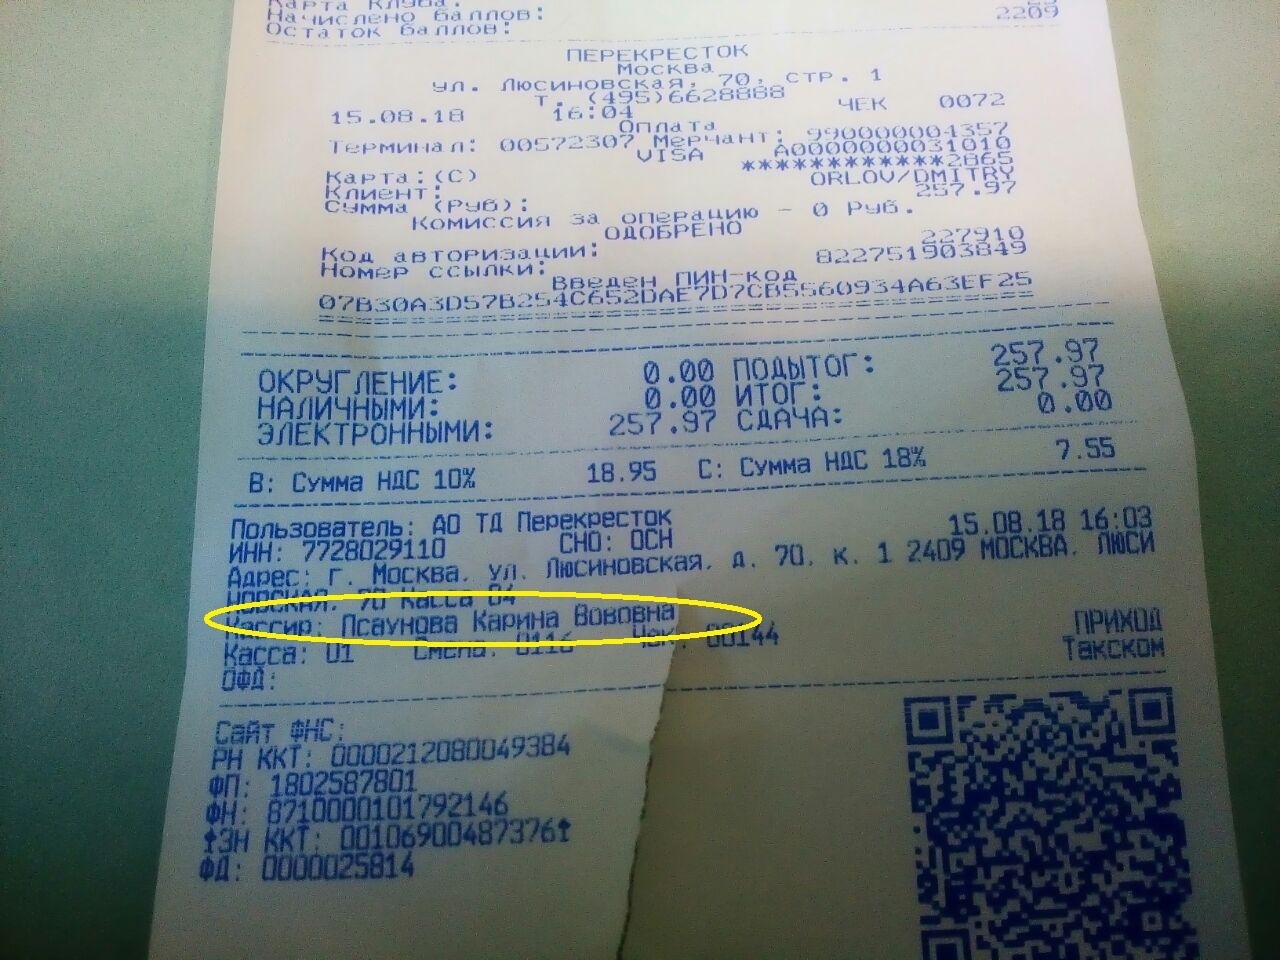 Карта Клуба:
Начислено баллов:
Остаток баллов: 2209
ПЕРЕКРЕСТОК
Москва
ул. Люсиновская, 70, стр. 1
т. (495)6628888
15.08.18 16:04 ЧЕК 0072
Оплата
Терминал: 00572307 Мерчант: 990000004357
VISA A0000000031010
Карта:(C) ************2865
Клиент: ORLOV/DMITRY
Сумма (Руб): 257.97
Комиссия за операцию - 0 Руб.
ОДОБРЕНО
Код авторизации: 227910
Номер ссылки: 822751903849
Введен ПИН-код
07B30A3D57B254C652DAE7D7CB5560934A63EF25
ОКРУГЛЕНИЕ: 0.00 ПОДЫТОГ: 257.97
НАЛИЧНЫМИ: 0.00 ИТОГ: 257.97
ЭЛЕКТРОННЫМИ: 257.97 СДАЧА: 0.00
B: Сумма НДС 10% 18.95 C: Сумма НДС 18% 7.55
Пользователь: АО ТД Перекресток 15.08.18 16:03
ИНН: 7728029110 СНО: ОСН
Адрес: г. Москва, ул. Люсиновская, д. 70, к. 1 2409 МОСКВА, ЛЮСИ
НОВСКАЯ, 70 Касса 04
Кассир: Псаунова Карина Вововна ПРИХОД
Касса: 01 Смена: 0116 Чек: 00144 Такском
ОФД:
Сайт ФНС:
РН ККТ: 0000212080049384
ФП: 1802587801
ФН: 8710000101792146
↑ЗН ККТ: 00106900487376↑
ФД: 0000025814